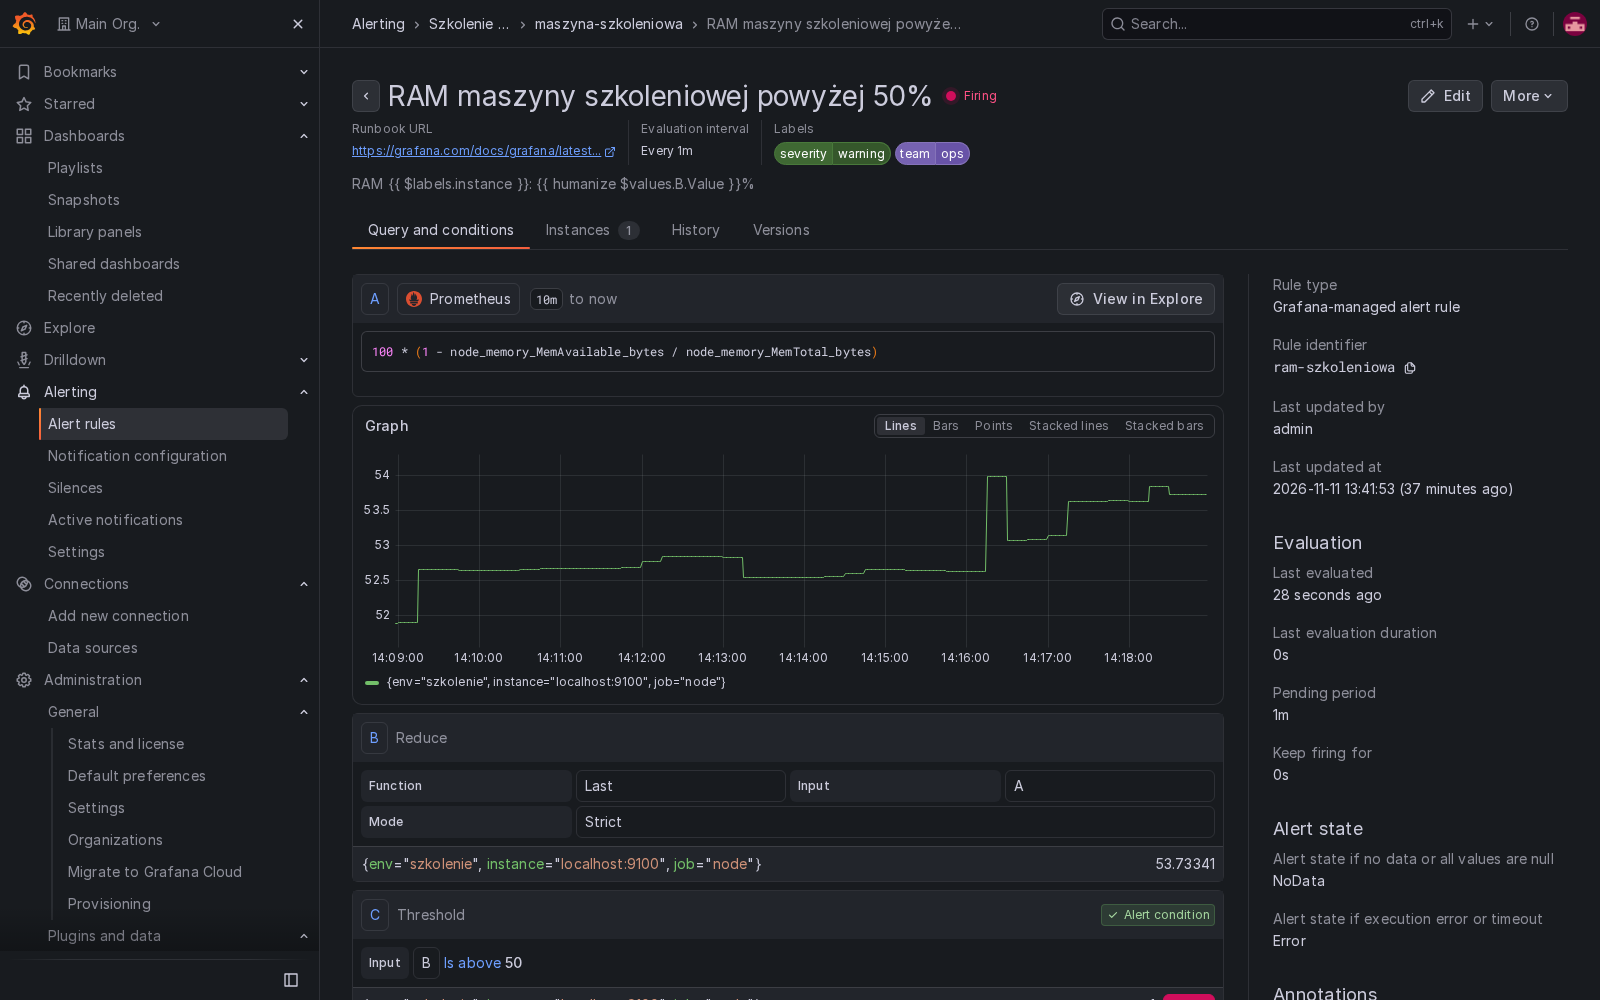 Main Org.
Alerting > Szkolenie ... > maszyna-szkoleniowa > RAM maszyny szkoleniowej powyże...
Search...
ctrl+k
Bookmarks
Starred
Dashboards
Playlists
Snapshots
Library panels
Shared dashboards
Recently deleted
Explore
Drilldown
Alerting
Alert rules
Notification configuration
Silences
Active notifications
Settings
Connections
Add new connection
Data sources
Administration
General
Stats and license
Default preferences
Settings
Organizations
Migrate to Grafana Cloud
Provisioning
Plugins and data
RAM maszyny szkoleniowej powyżej 50%
Firing
Edit
More
Runbook URL
https://grafana.com/docs/grafana/latest...
Evaluation interval
Every 1m
Labels
severity warning
team ops
RAM {{ $labels.instance }}: {{ humanize $values.B.Value }}%
Query and conditions
Instances 1
History
Versions
A Prometheus 10m to now
View in Explore
100 * (1 - node_memory_MemAvailable_bytes / node_memory_MemTotal_bytes)
Graph
Lines Bars Points Stacked lines Stacked bars
54
53.5
53
52.5
52
14:09:00 14:10:00 14:11:00 14:12:00 14:13:00 14:14:00 14:15:00 14:16:00 14:17:00 14:18:00
{env="szkolenie", instance="localhost:9100", job="node"}
B Reduce
Function Last Input A
Mode Strict
{env="szkolenie", instance="localhost:9100", job="node"} 53.73341
C Threshold
Alert condition
Input B Is above 50
Rule type
Grafana-managed alert rule
Rule identifier
ram-szkoleniowa
Last updated by
admin
Last updated at
2026-11-11 13:41:53 (37 minutes ago)
Evaluation
Last evaluated
28 seconds ago
Last evaluation duration
0s
Pending period
1m
Keep firing for
0s
Alert state
Alert state if no data or all values are null
NoData
Alert state if execution error or timeout
Error
Annotations